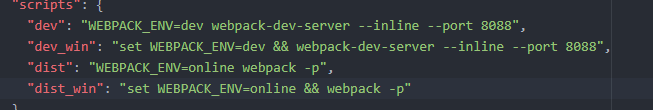 "scripts": {
"dev": "WEBPACK_ENV=dev webpack-dev-server --inline --port 8088",
"dev_win": "set WEBPACK_ENV=dev && webpack-dev-server --inline --port 8088",
"dist": "WEBPACK_ENV=online webpack -p",
"dist_win": "set WEBPACK_ENV=online && webpack -p"
}